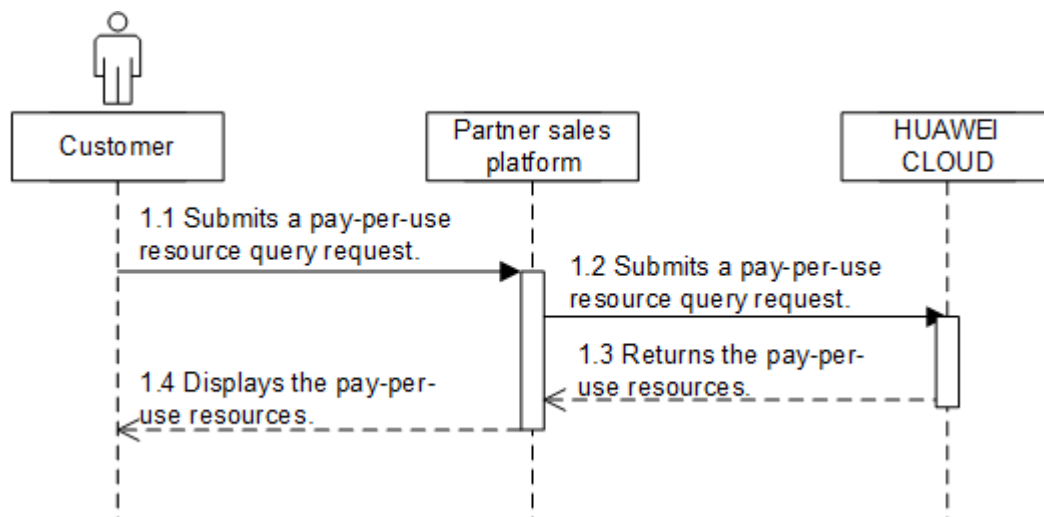 Customer
Partner sales
platform
HUAWEI
CLOUD
1.1 Submits a pay-per-use
resource query request.
1.2 Submits a pay-per-use
resource query request.
1.3 Returns the pay-per-
use resources.
1.4 Displays the pay-per-
use resources.